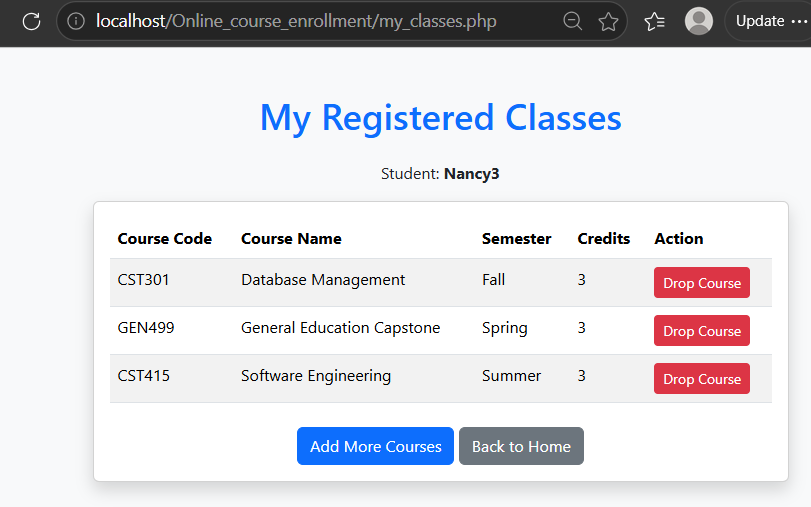 localhost/Online_course_enrollment/my_classes.php Update
My Registered Classes
Student: Nancy3
Course Code Course Name Semester Credits Action
CST301 Database Management Fall 3 Drop Course
GEN499 General Education Capstone Spring 3 Drop Course
CST415 Software Engineering Summer 3 Drop Course
Add More Courses Back to Home